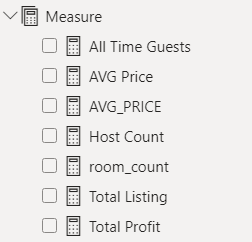 Measure
All Time Guests
AVG Price
AVG_PRICE
Host Count
room_count
Total Listing
Total Profit